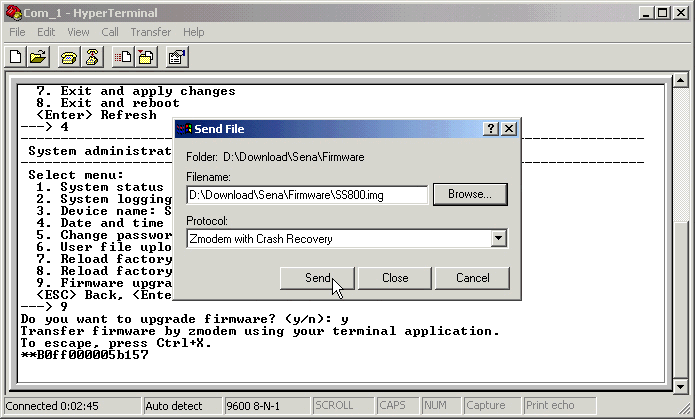 Com_1 - HyperTerminal
File Edit View Call Transfer Help
7. Exit and apply changes
8. Exit and reboot
<Enter> Refresh
---> 4
System administrat
Select menu:
1. System status
2. System logging
3. Device name: S
4. Date and time
5. Change passwor
6. User file uplo
7. Reload factory
8. Reload factory
9. Firmware upgra
<ESC> Back, <Ente
---> 9
Do you want to upgrade firmware? (y/n): y
Transfer firmware by zmodem using your terminal application.
To escape, press Ctrl+X.
**B0ff000005b157
Send File
Folder: D:\Download\Sena\Firmware
Filename:
D:\Download\Sena\Firmware\SS800.img
Browse...
Protocol:
Zmodem with Crash Recovery
Send Close Cancel
Connected 0:02:45 Auto detect 9600 8-N-1 SCROLL CAPS NUM Capture Print echo